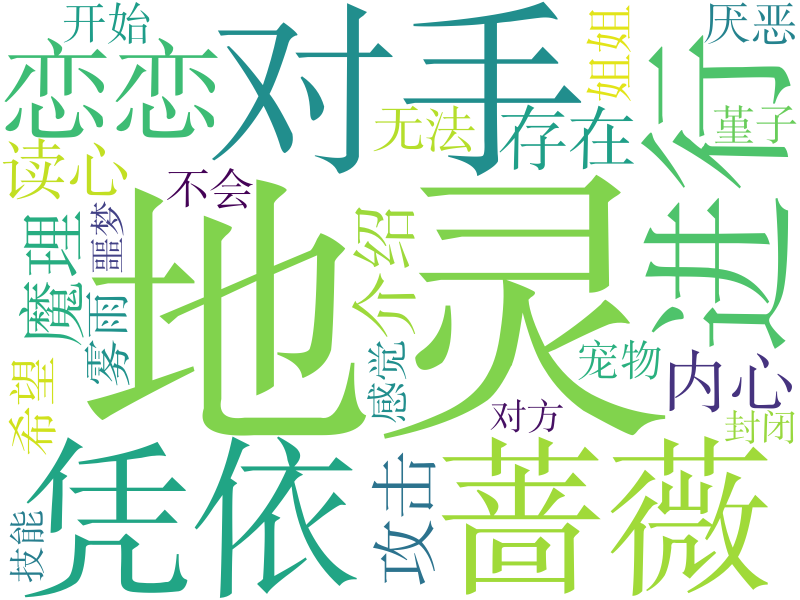 开始
恋恋
对手
姐姐
厌恶
进行
堇子
无法
存在
读心
不会
地灵
魔理
噩梦
雾雨
介绍
希望
感觉
宠物
内心
对方
封闭
凭依
攻击
蔷薇
技能